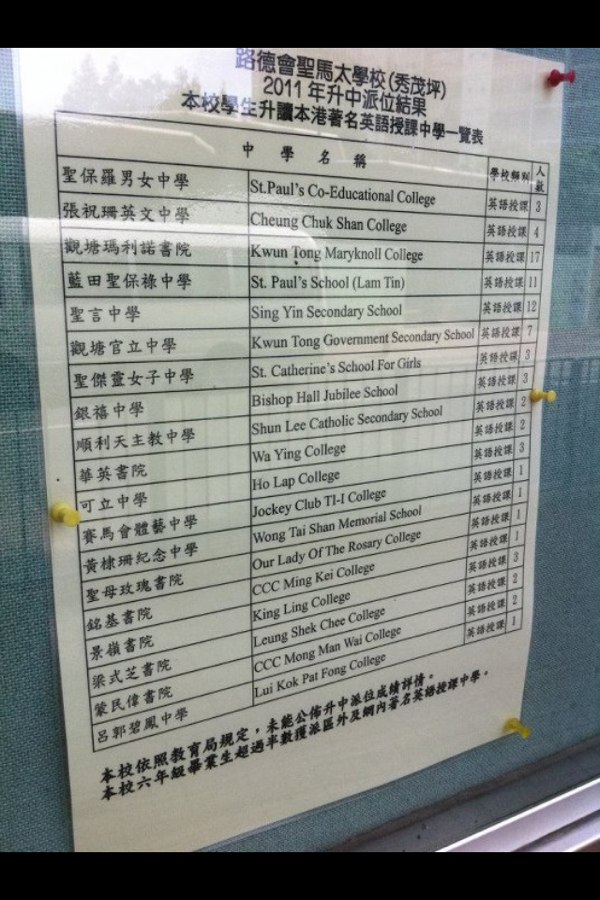 路德會聖馬太學校(秀茂坪)
2011年升中派位結果
本校學生升讀本港著名英語授課中學一覽表
中學名稱 學校類別 人數
聖保羅男女中學 St.Paul's Co-Educational College 英語授課 3
張祝珊英文中學 Cheung Chuk Shan College 英語授課 4
觀塘瑪利諾書院 Kwun Tong Maryknoll College 英語授課 17
藍田聖保祿中學 St. Paul's School (Lam Tin) 英語授課 11
聖言中學 Sing Yin Secondary School 英語授課 12
觀塘官立中學 Kwun Tong Government Secondary School 英語授課 7
聖傑靈女子中學 St. Catherine's School For Girls 英語授課 3
銀禧中學 Bishop Hall Jubilee School 英語授課 3
順利天主教中學 Shun Lee Catholic Secondary School 英語授課 2
華英書院 Wa Ying College 英語授課 2
可立中學 Ho Lap College 英語授課 3
賽馬會體藝中學 Jockey Club TI-I College 英語授課 1
黃棣珊紀念中學 Wong Tai Shan Memorial School 英語授課 1
聖母玫瑰書院 Our Lady Of The Rosary College 英語授課 1
銘基書院 CCC Ming Kei College 英語授課 1
景嶺書院 King Ling College 英語授課 3
梁式芝書院 Leung Shek Chee College 英語授課 2
蒙民偉書院 CCC Mong Man Wai College 英語授課 2
呂郭碧鳳中學 Lui Kok Pat Fong College 英語授課 1
本校依照教育局規定，未能公佈升中派位成績詳情。
本校六年級畢業生超過半數獲派區外及網內著名英語授課中學。